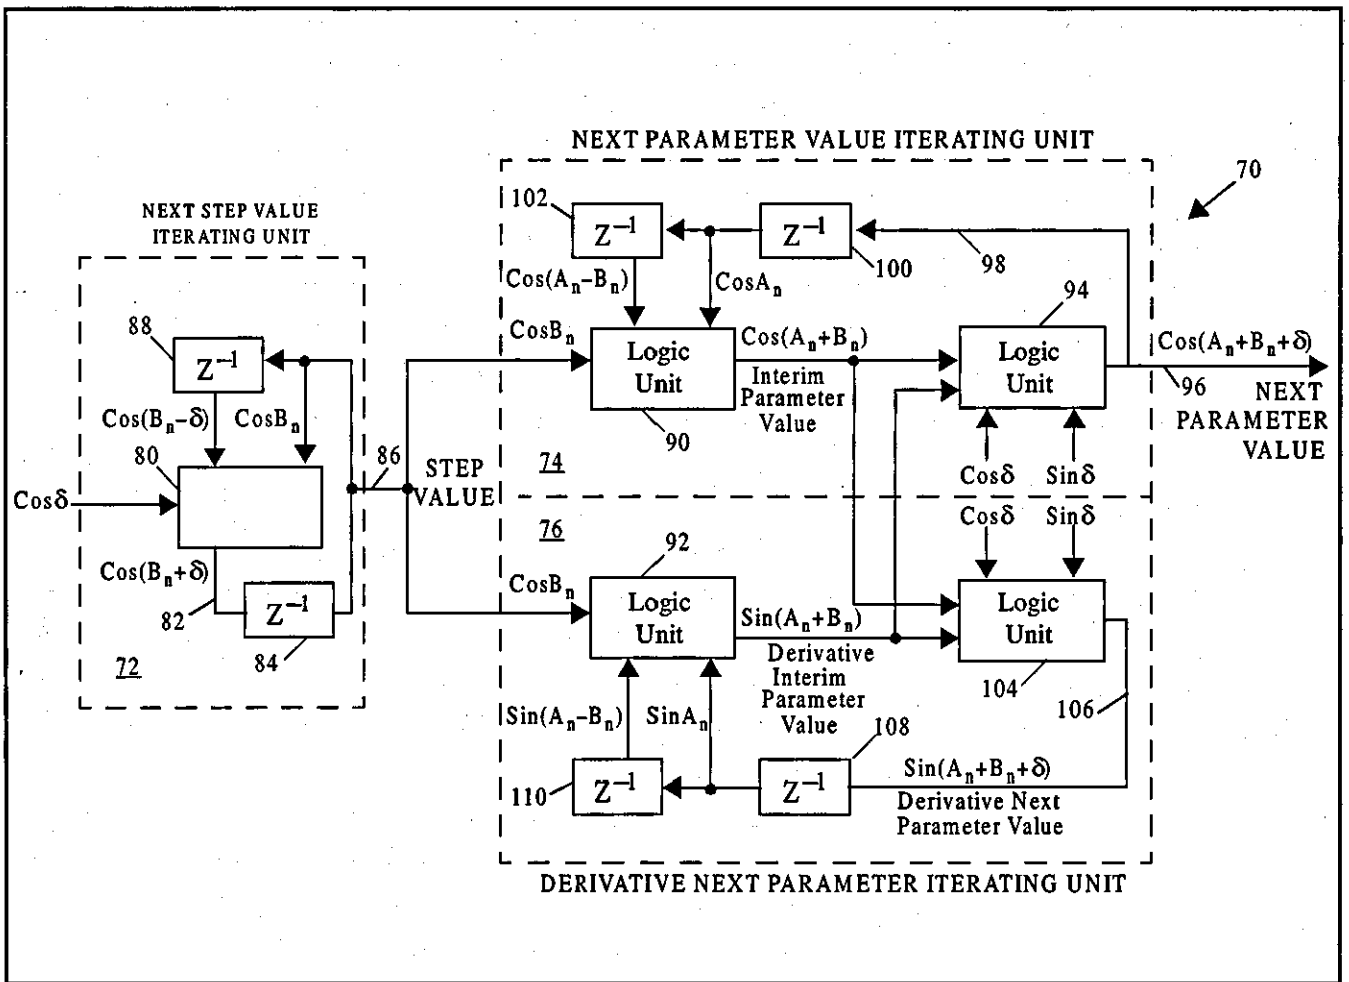 NEXT PARAMETER VALUE ITERATING UNIT
70
NEXT STEP VALUE
ITERATING UNIT
102
Z⁻¹
Z⁻¹
100
98
Cos(Aₙ−Bₙ)
CosAₙ
94
88
Z⁻¹
CosBₙ
Logic
Unit
Cos(Aₙ+Bₙ)
Interim
Parameter
Value
Logic
Unit
Cos(Aₙ+Bₙ+δ)
96
NEXT
PARAMETER
VALUE
Cos(Bₙ−δ)
CosBₙ
90
80
86
STEP
VALUE
74
Cosδ
Sinδ
Cosδ
76
Cosδ
Sinδ
92
Cos(Bₙ+δ)
82
Z⁻¹
84
72
CosBₙ
Logic
Unit
Sin(Aₙ+Bₙ)
Derivative
Interim
Parameter
Value
Logic
Unit
104
106
Sin(Aₙ−Bₙ)
SinAₙ
108
110
Z⁻¹
Z⁻¹
Sin(Aₙ+Bₙ+δ)
Derivative Next
Parameter Value
DERIVATIVE NEXT PARAMETER ITERATING UNIT